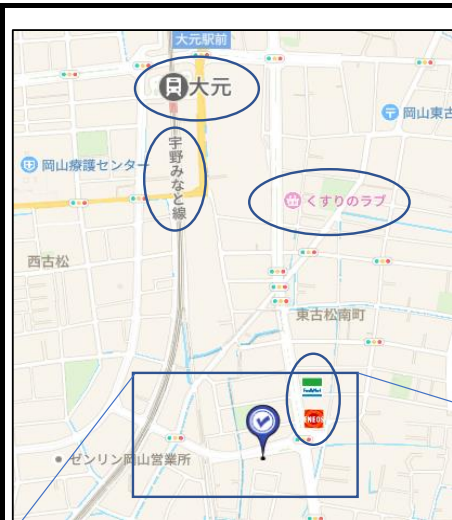 大元駅前
大元
岡山東古
岡山療護センター
宇野みなと線
くすりのラブ
西古松
東古松南町
FamilyMart
ENEOS
ゼンリン岡山営業所